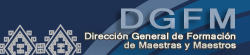 DGFM
Dirección General de Formación
de Maestras y Maestros